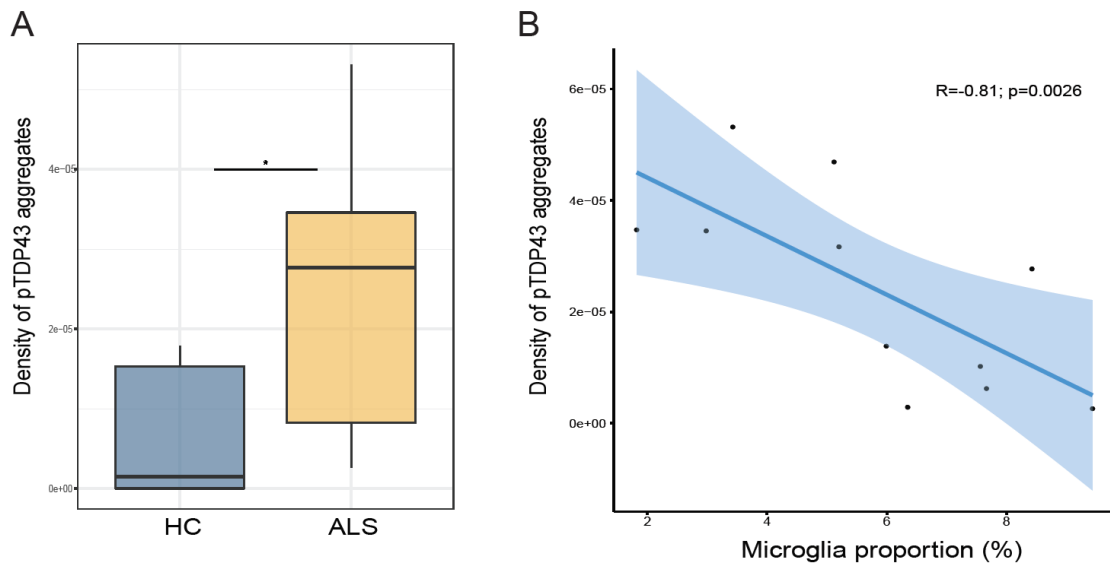 A
Density of pTDP43 aggregates
4e−05
2e−05
0e+00
*
HC
ALS
B
Density of pTDP43 aggregates
6e−05
4e−05
2e−05
0e+00
R=-0.81; p=0.0026
2
4
6
8
Microglia proportion (%)